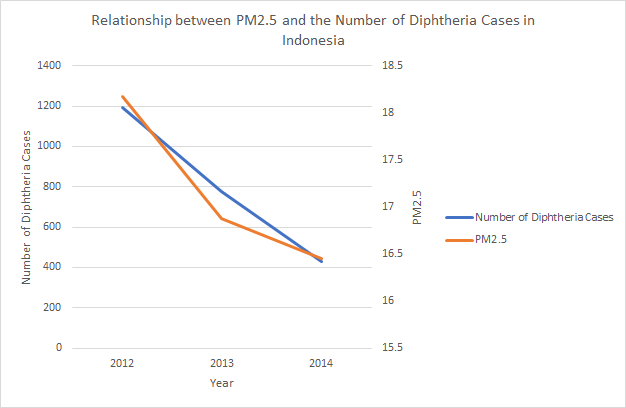 Relationship between PM2.5 and the Number of Diphtheria Cases in
Indonesia
1400
1200
1000
800
600
400
200
0
Number of Diphtheria Cases
18.5
18
17.5
17
16.5
16
15.5
PM2.5
2012 2013 2014
Year
Number of Diphtheria Cases
PM2.5